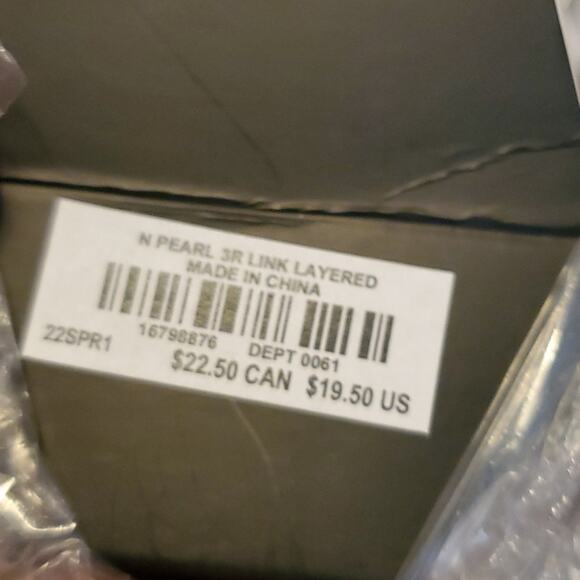 N PEARL 3R LINK LAYERED
MADE IN CHINA
22SPR1 16798876 DEPT 0061
$22.50 CAN $19.50 US